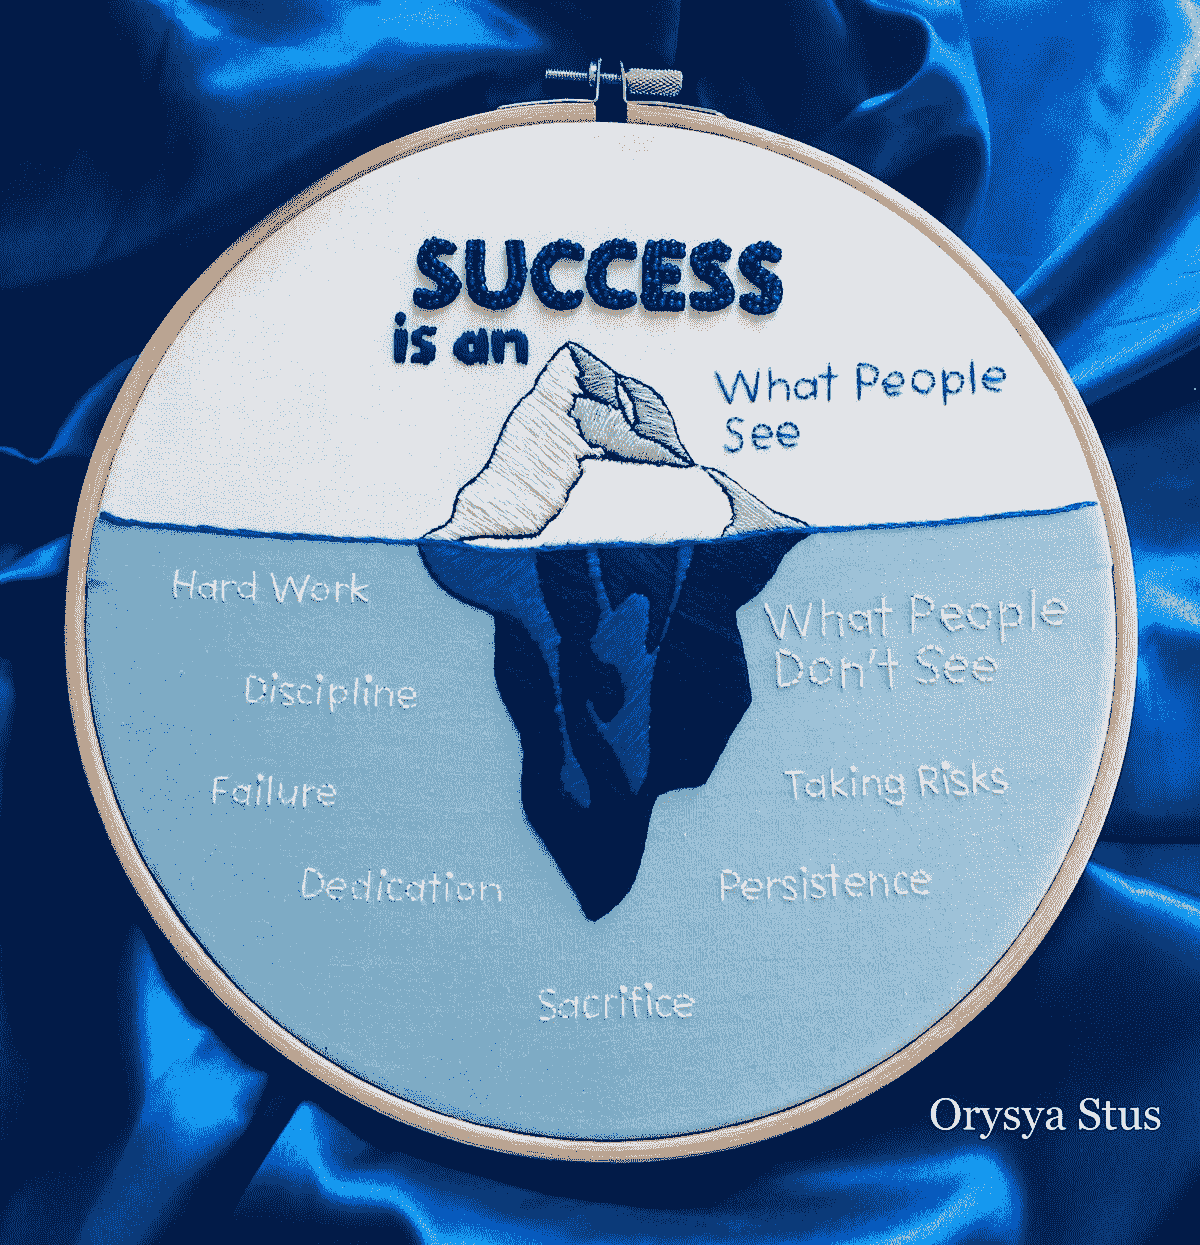 SUCCESS
is an
What People
See
Hard Work
What People
Don't See
Discipline
Failure
Taking Risks
Dedication
Persistence
Sacrifice
Orysya Stus